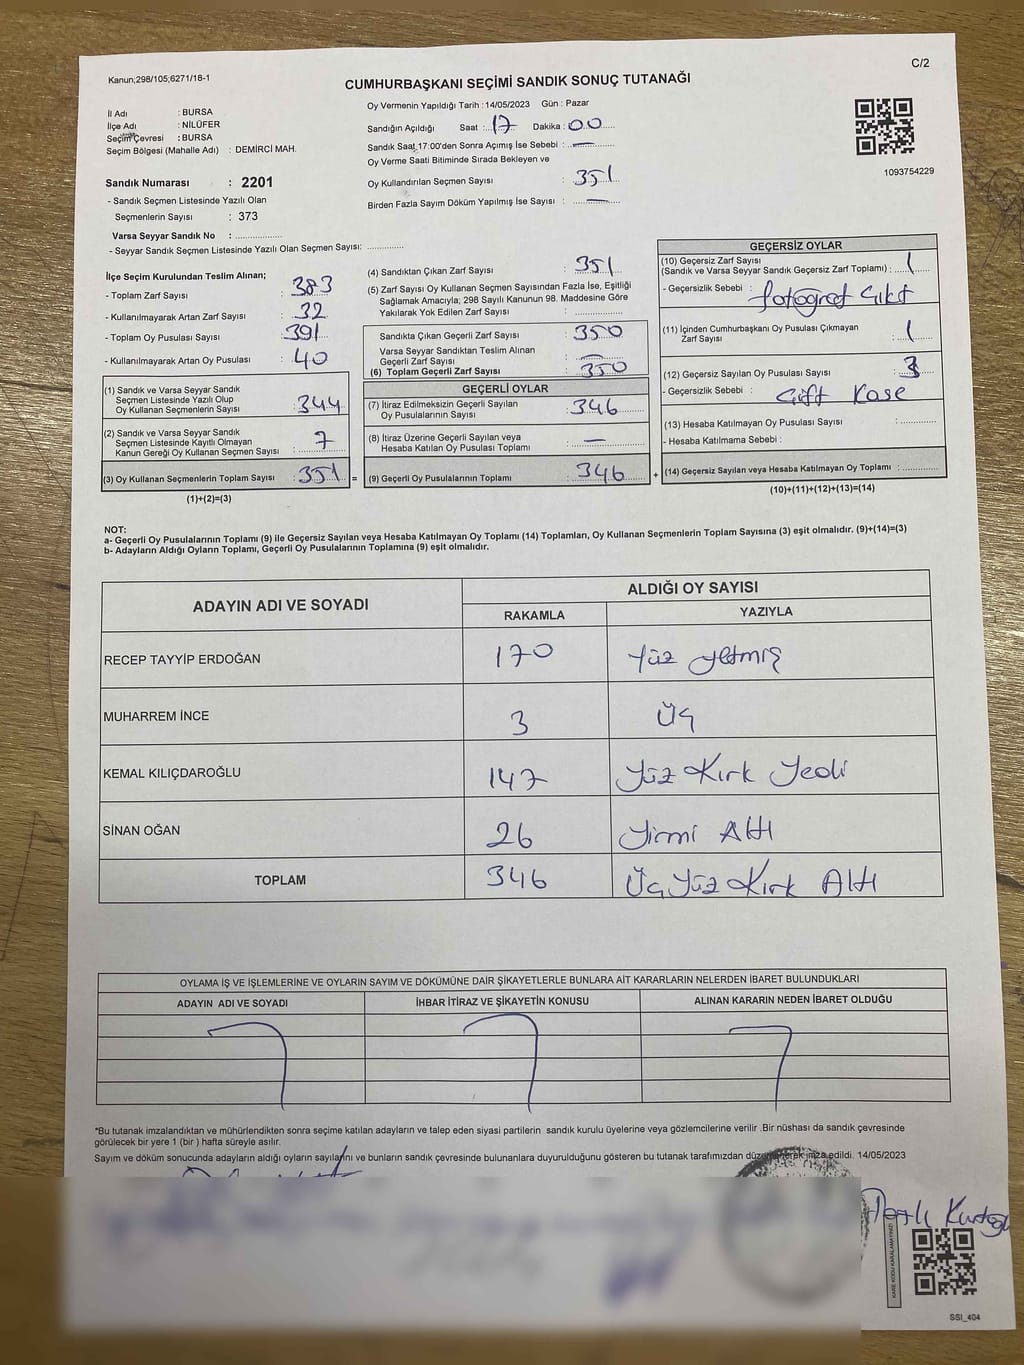 Kanun;298/105;6271/18-1
C/2
CUMHURBAŞKANI SEÇİMİ SANDIK SONUÇ TUTANAĞI
İl Adı : BURSA
İlçe Adı : NİLÜFER
Seçim Çevresi : BURSA
Seçim Bölgesi (Mahalle Adı) : DEMİRCİ MAH.
Oy Vermenin Yapıldığı Tarih : 14/05/2023 Gün : Pazar
Sandığın Açıldığı Saat : 17 Dakika : 00
Sandık Saat 17:00'den Sonra Açımış İse Sebebi : —
Oy Verme Saati Bitiminde Sırada Bekleyen ve
Oy Kullandırılan Seçmen Sayısı : 351
Birden Fazla Sayım Döküm Yapılmış İse Sayısı : —
1093754229
Sandık Numarası : 2201
- Sandık Seçmen Listesinde Yazılı Olan
Seçmenlerin Sayısı : 373
Varsa Seyyar Sandık No :
- Seyyar Sandık Seçmen Listesinde Yazılı Olan Seçmen Sayısı:
İlçe Seçim Kurulundan Teslim Alınan;
- Toplam Zarf Sayısı : 383
- Kullanılmayarak Artan Zarf Sayısı : 32
- Toplam Oy Pusulası Sayısı : 391
- Kullanılmayarak Artan Oy Pusulası : 40
(1) Sandık ve Varsa Seyyar Sandık
Seçmen Listesinde Yazılı Olup
Oy Kullanan Seçmenlerin Sayısı : 344
(2) Sandık ve Varsa Seyyar Sandık
Seçmen Listesinde Kayıtlı Olmayan
Kanun Gereği Oy Kullanan Seçmen Sayısı : 7
(3) Oy Kullanan Seçmenlerin Toplam Sayısı : 351 =
(1)+(2)=(3)
(4) Sandıktan Çıkan Zarf Sayısı : 351
(5) Zarf Sayısı Oy Kullanan Seçmen Sayısından Fazla İse, Eşitliği
Sağlamak Amacıyla; 298 Sayılı Kanunun 98. Maddesine Göre
Yakılarak Yok Edilen Zarf Sayısı :
Sandıkta Çıkan Geçerli Zarf Sayısı : 350
Varsa Seyyar Sandıktan Teslim Alınan
Geçerli Zarf Sayısı : —
(6) Toplam Geçerli Zarf Sayısı : 350
GEÇERLİ OYLAR
(7) İtiraz Edilmeksizin Geçerli Sayılan
Oy Pusulalarının Sayısı : 346
(8) İtiraz Üzerine Geçerli Sayılan veya
Hesaba Katılan Oy Pusulası Toplamı : —
(9) Geçerli Oy Pusulalarının Toplamı : 346 +
GEÇERSİZ OYLAR
(10) Geçersiz Zarf Sayısı
(Sandık ve Varsa Seyyar Sandık Geçersiz Zarf Toplamı) : 1
- Geçersizlik Sebebi : fotoğraf Çıktı
(11) İçinden Cumhurbaşkanı Oy Pusulası Çıkmayan
Zarf Sayısı : 1
(12) Geçersiz Sayılan Oy Pusulası Sayısı : 3
- Geçersizlik Sebebi : Çift Kaşe
(13) Hesaba Katılmayan Oy Pusulası Sayısı :
- Hesaba Katılmama Sebebi :
(14) Geçersiz Sayılan veya Hesaba Katılmayan Oy Toplamı :
(10)+(11)+(12)+(13)=(14)
NOT:
a- Geçerli Oy Pusulalarının Toplamı (9) ile Geçersiz Sayılan veya Hesaba Katılmayan Oy Toplamı (14) Toplamları, Oy Kullanan Seçmenlerin Toplam Sayısına (3) eşit olmalıdır. (9)+(14)=(3)
b- Adayların Aldığı Oyların Toplamı, Geçerli Oy Pusulalarının Toplamına (9) eşit olmalıdır.
ADAYIN ADI VE SOYADI
ALDIĞI OY SAYISI
RAKAMLA YAZIYLA
RECEP TAYYİP ERDOĞAN 170 Yüz yetmiş
MUHARREM İNCE 3 Üç
KEMAL KILIÇDAROĞLU 147 Yüz Kırk Yedi
SİNAN OĞAN 26 Yirmi Altı
TOPLAM 346 Üç Yüz Kırk Altı
OYLAMA İŞ VE İŞLEMLERİNE VE OYLARIN SAYIM VE DÖKÜMÜNE DAİR ŞİKAYETLERLE BUNLARA AİT KARARLARIN NELERDEN İBARET BULUNDUKLARI
ADAYIN ADI VE SOYADI İHBAR İTİRAZ VE ŞİKAYETİN KONUSU ALINAN KARARIN NEDEN İBARET OLDUĞU
*Bu tutanak imzalandıktan ve mühürlendikten sonra seçime katılan adayların ve talep eden siyasi partilerin sandık kurulu üyelerine veya gözlemcilerine verilir .Bir nüshası da sandık çevresinde
görülecek bir yere 1 (bir ) hafta süreyle asılır.
Sayım ve döküm sonucunda adayların aldığı oyların sayılarını ve bunların sandık çevresinde bulunanlara duyurulduğunu gösteren bu tutanak tarafımızdan düzenlenerek imza edildi. 14/05/2023
KARE KODU KARALAMAYINIZ!
SSI_404